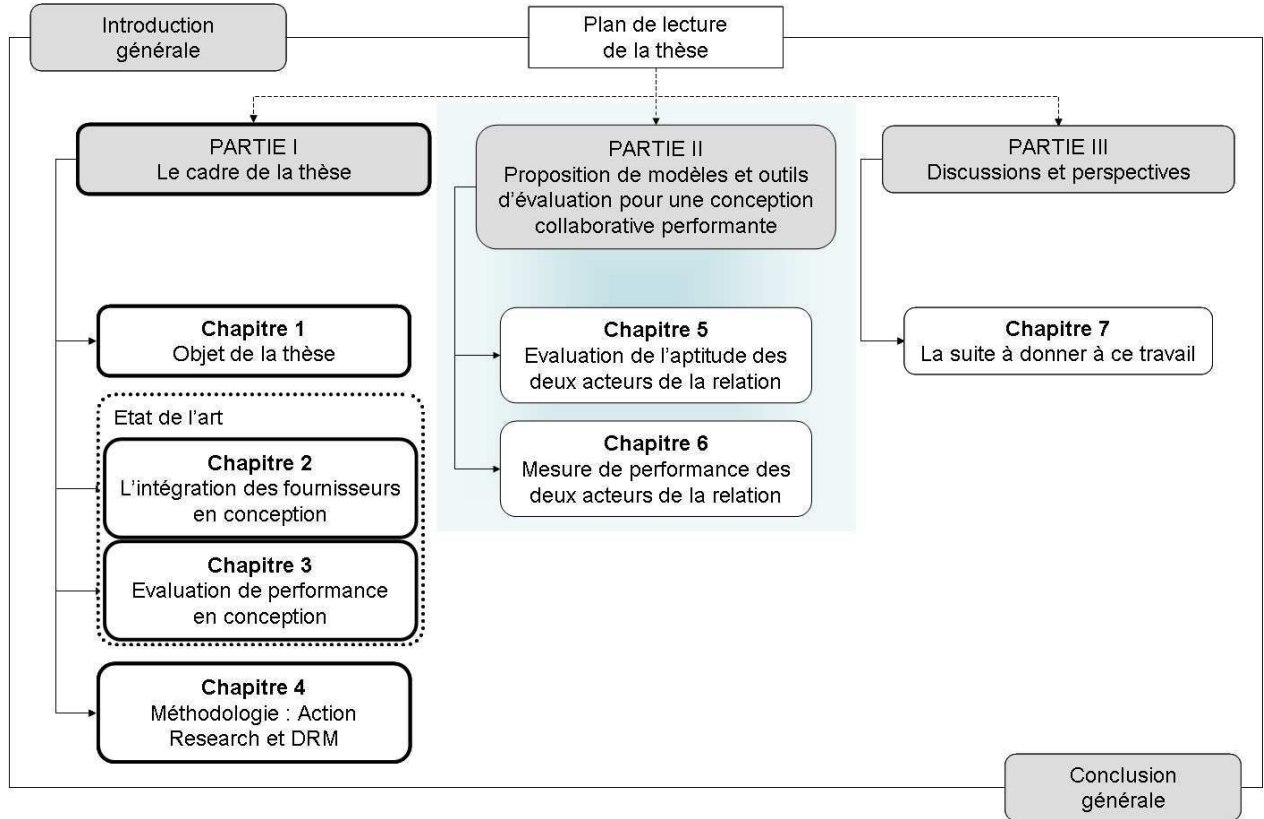 Introduction
générale
Plan de lecture
de la thèse
PARTIE I
Le cadre de la thèse
Chapitre 1
Objet de la thèse
Etat de l'art
Chapitre 2
L'intégration des fournisseurs
en conception
Chapitre 3
Evaluation de performance
en conception
Chapitre 4
Méthodologie : Action
Research et DRM
PARTIE II
Proposition de modèles et outils
d'évaluation pour une conception
collaborative performante
Chapitre 5
Evaluation de l'aptitude des
deux acteurs de la relation
Chapitre 6
Mesure de performance des
deux acteurs de la relation
PARTIE III
Discussions et perspectives
Chapitre 7
La suite à donner à ce travail
Conclusion
générale